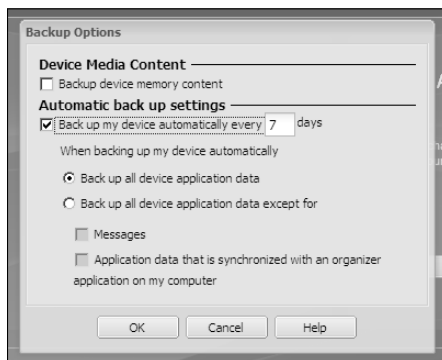 Backup Options
Device Media Content
Backup device memory content
Automatic back up settings
Back up my device automatically every 7 days
When backing up my device automatically
Back up all device application data
Back up all device application data except for
Messages
Application data that is synchronized with an organizer
application on my computer
OK Cancel Help